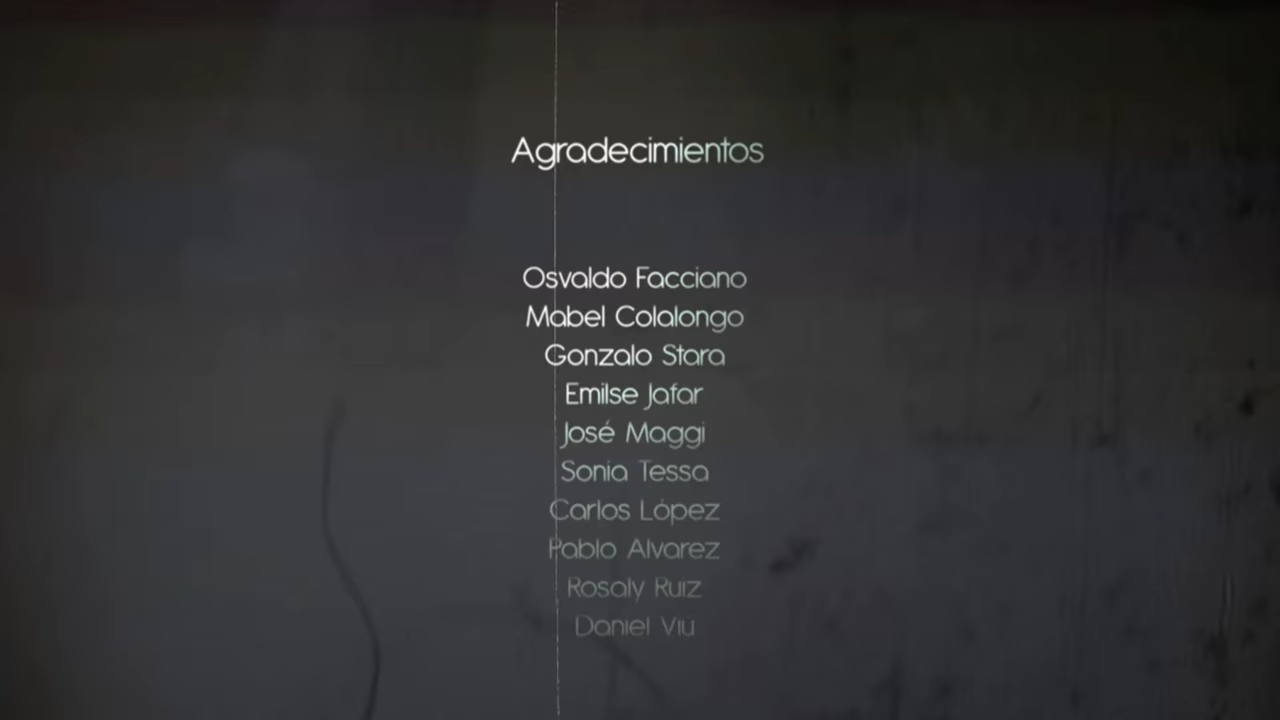 Agradecimientos
Osvaldo Facciano
Mabel Colalongo
Gonzalo Stara
Emilse Jafar
José Maggi
Sonia Tessa
Carlos López
Pablo Alvarez
Rosaly Ruiz
Daniel Viú